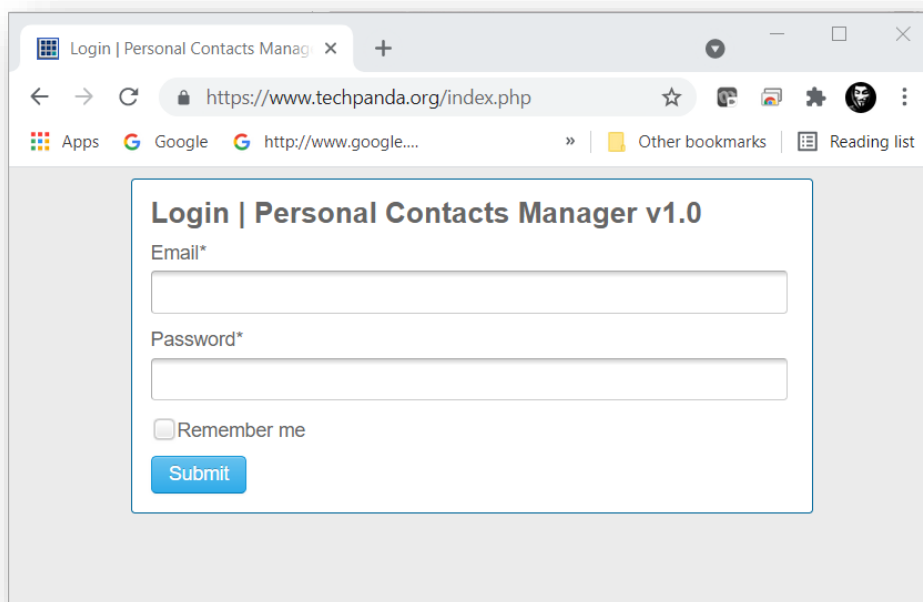 Login | Personal Contacts Manag
https://www.techpanda.org/index.php
Apps Google http://www.google.... » Other bookmarks Reading list
Login | Personal Contacts Manager v1.0
Email*
Password*
Remember me
Submit